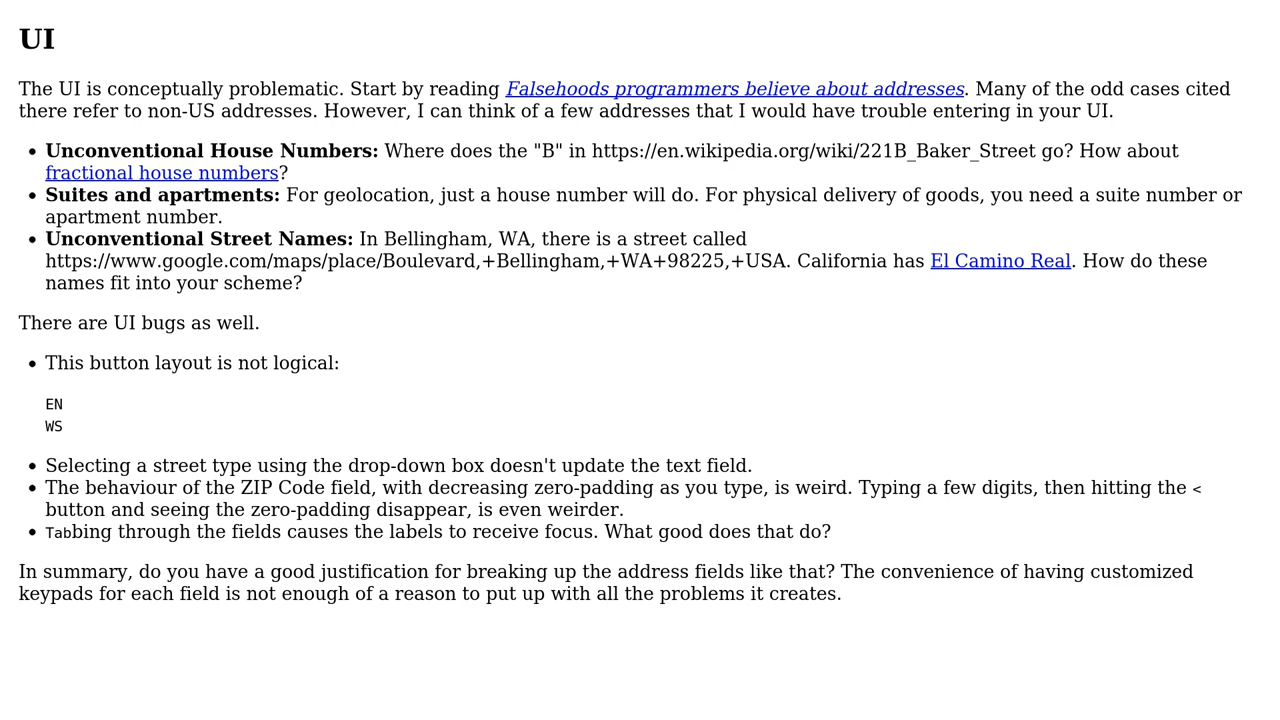 UI
The UI is conceptually problematic. Start by reading Falsehoods programmers believe about addresses. Many of the odd cases cited
there refer to non-US addresses. However, I can think of a few addresses that I would have trouble entering in your UI.
• Unconventional House Numbers: Where does the "B" in https://en.wikipedia.org/wiki/221B_Baker_Street go? How about
fractional house numbers?
• Suites and apartments: For geolocation, just a house number will do. For physical delivery of goods, you need a suite number or
apartment number.
• Unconventional Street Names: In Bellingham, WA, there is a street called
https://www.google.com/maps/place/Boulevard,+Bellingham,+WA+98225,+USA. California has El Camino Real. How do these
names fit into your scheme?
There are UI bugs as well.
• This button layout is not logical:
EN
WS
• Selecting a street type using the drop-down box doesn't update the text field.
• The behaviour of the ZIP Code field, with decreasing zero-padding as you type, is weird. Typing a few digits, then hitting the <
button and seeing the zero-padding disappear, is even weirder.
• Tabbing through the fields causes the labels to receive focus. What good does that do?
In summary, do you have a good justification for breaking up the address fields like that? The convenience of having customized
keypads for each field is not enough of a reason to put up with all the problems it creates.